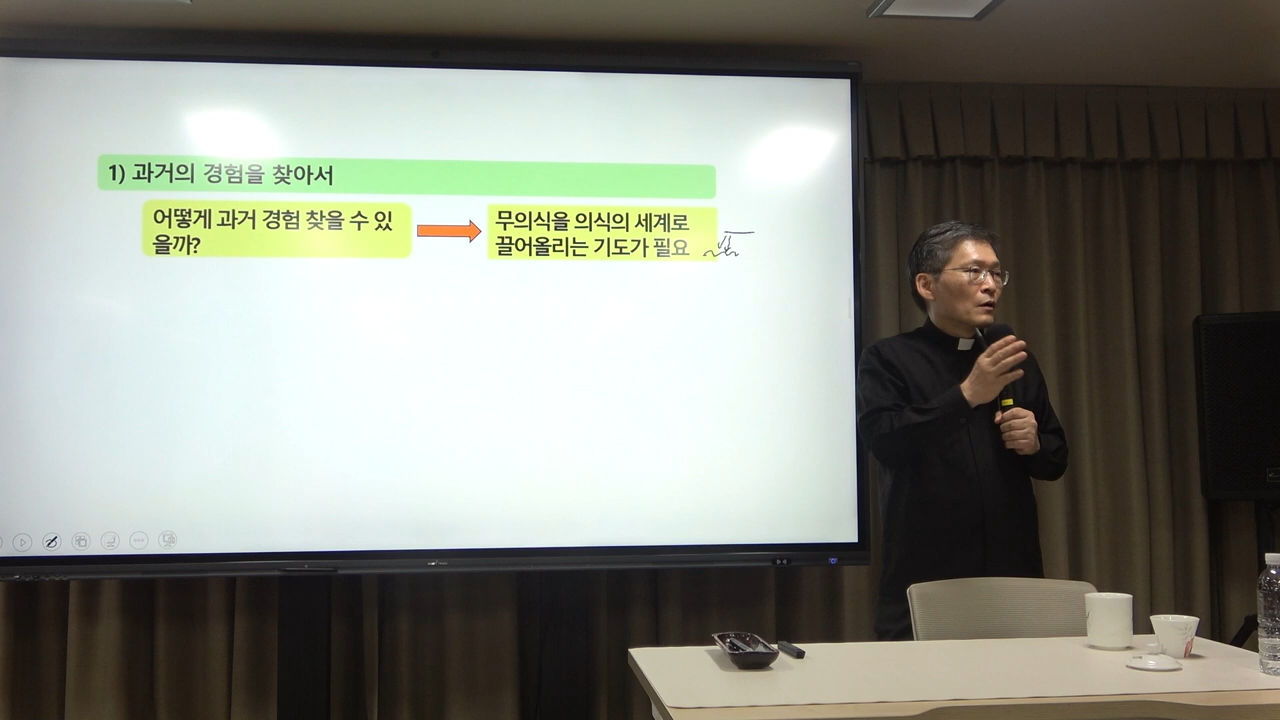 1) 과거의 경험을 찾아서
어떻게 과거 경험 찾을 수 있
을까?
무의식을 의식의 세계로
끌어올리는 기도가 필요